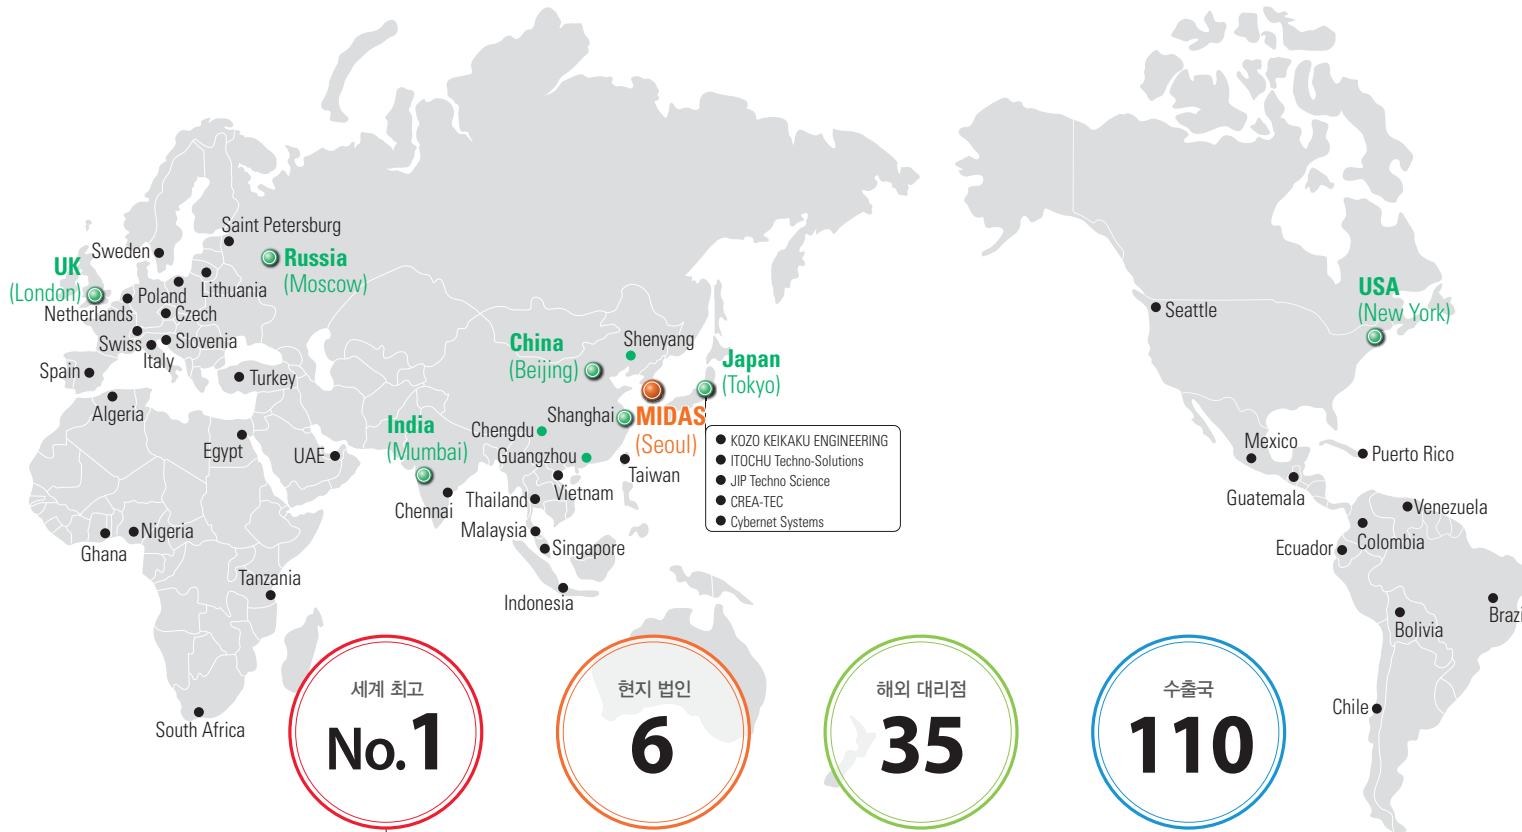 Saint Petersburg
Sweden
Russia
(Moscow)
UK
(London)
Poland
Lithuania
Netherlands
Czech
Swiss
Slovenia
Italy
Spain
Turkey
Algeria
Egypt
UAE
Nigeria
Ghana
Tanzania
South Africa
India
(Mumbai)
Chennai
China
(Beijing)
Shenyang
Shanghai
Chengdu
Guangzhou
MIDAS
(Seoul)
Japan
(Tokyo)
KOZO KEIKAKU ENGINEERING
ITOCHU Techno-Solutions
JIP Techno Science
CREA-TEC
Cybernet Systems
Taiwan
Vietnam
Thailand
Malaysia
Singapore
Indonesia
Seattle
USA
(New York)
Mexico
Puerto Rico
Guatemala
Venezuela
Colombia
Ecuador
Brazi
Bolivia
Chile
세계 최고
No.1
현지 법인
6
해외 대리점
35
수출국
110